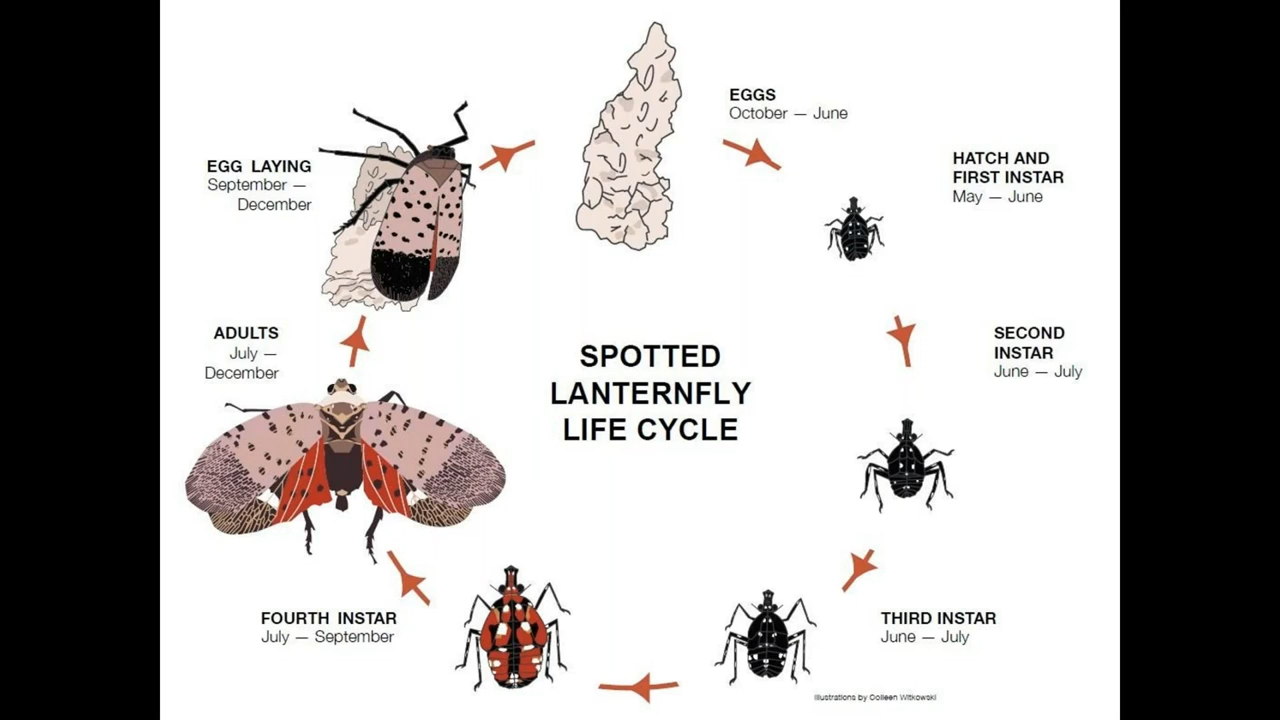 EGGS
October — June
HATCH AND
FIRST INSTAR
May — June
SECOND
INSTAR
June — July
THIRD INSTAR
June — July
FOURTH INSTAR
July — September
ADULTS
July —
December
EGG LAYING
September —
December
SPOTTED
LANTERNFLY
LIFE CYCLE
Illustrations by Colleen Witkowski